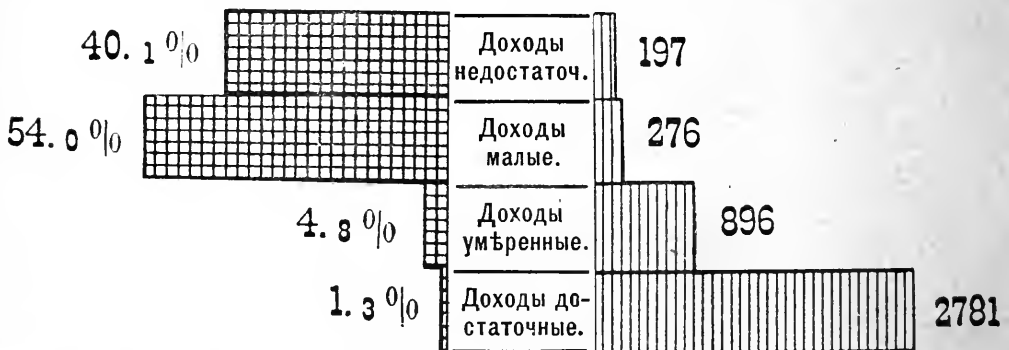 40. 1 %
Доходы
недостаточ.
197
54. 0 %
Доходы
малые.
276
4. 8 %
Доходы
умѣренные.
896
1. 3 %
Доходы до-
статочные.
2781